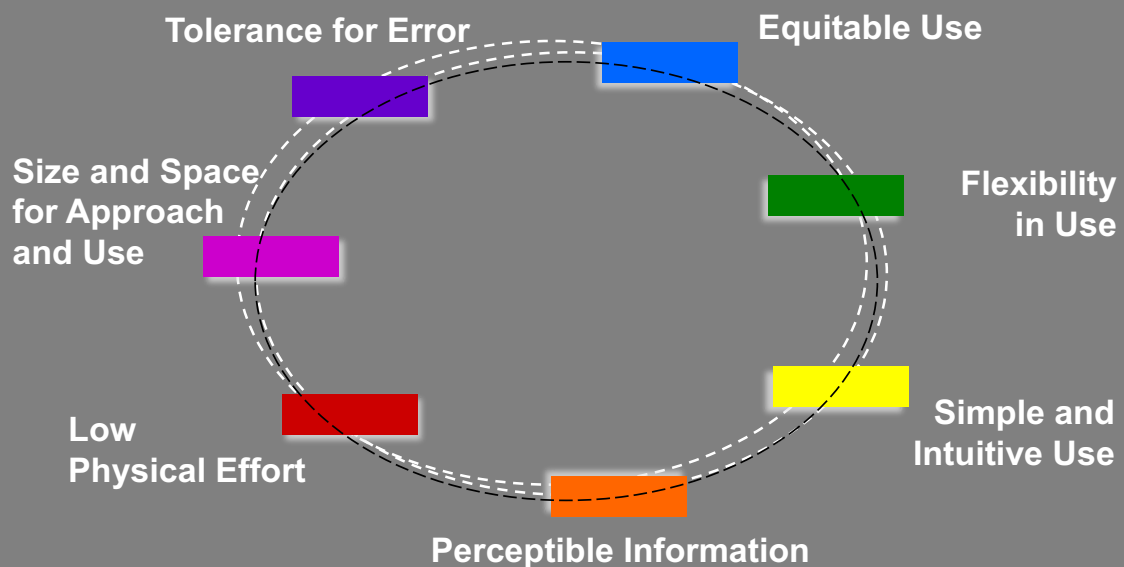 Tolerance for Error
Equitable Use
Size and Space
for Approach
and Use
Flexibility
in Use
Low
Physical Effort
Simple and
Intuitive Use
Perceptible Information